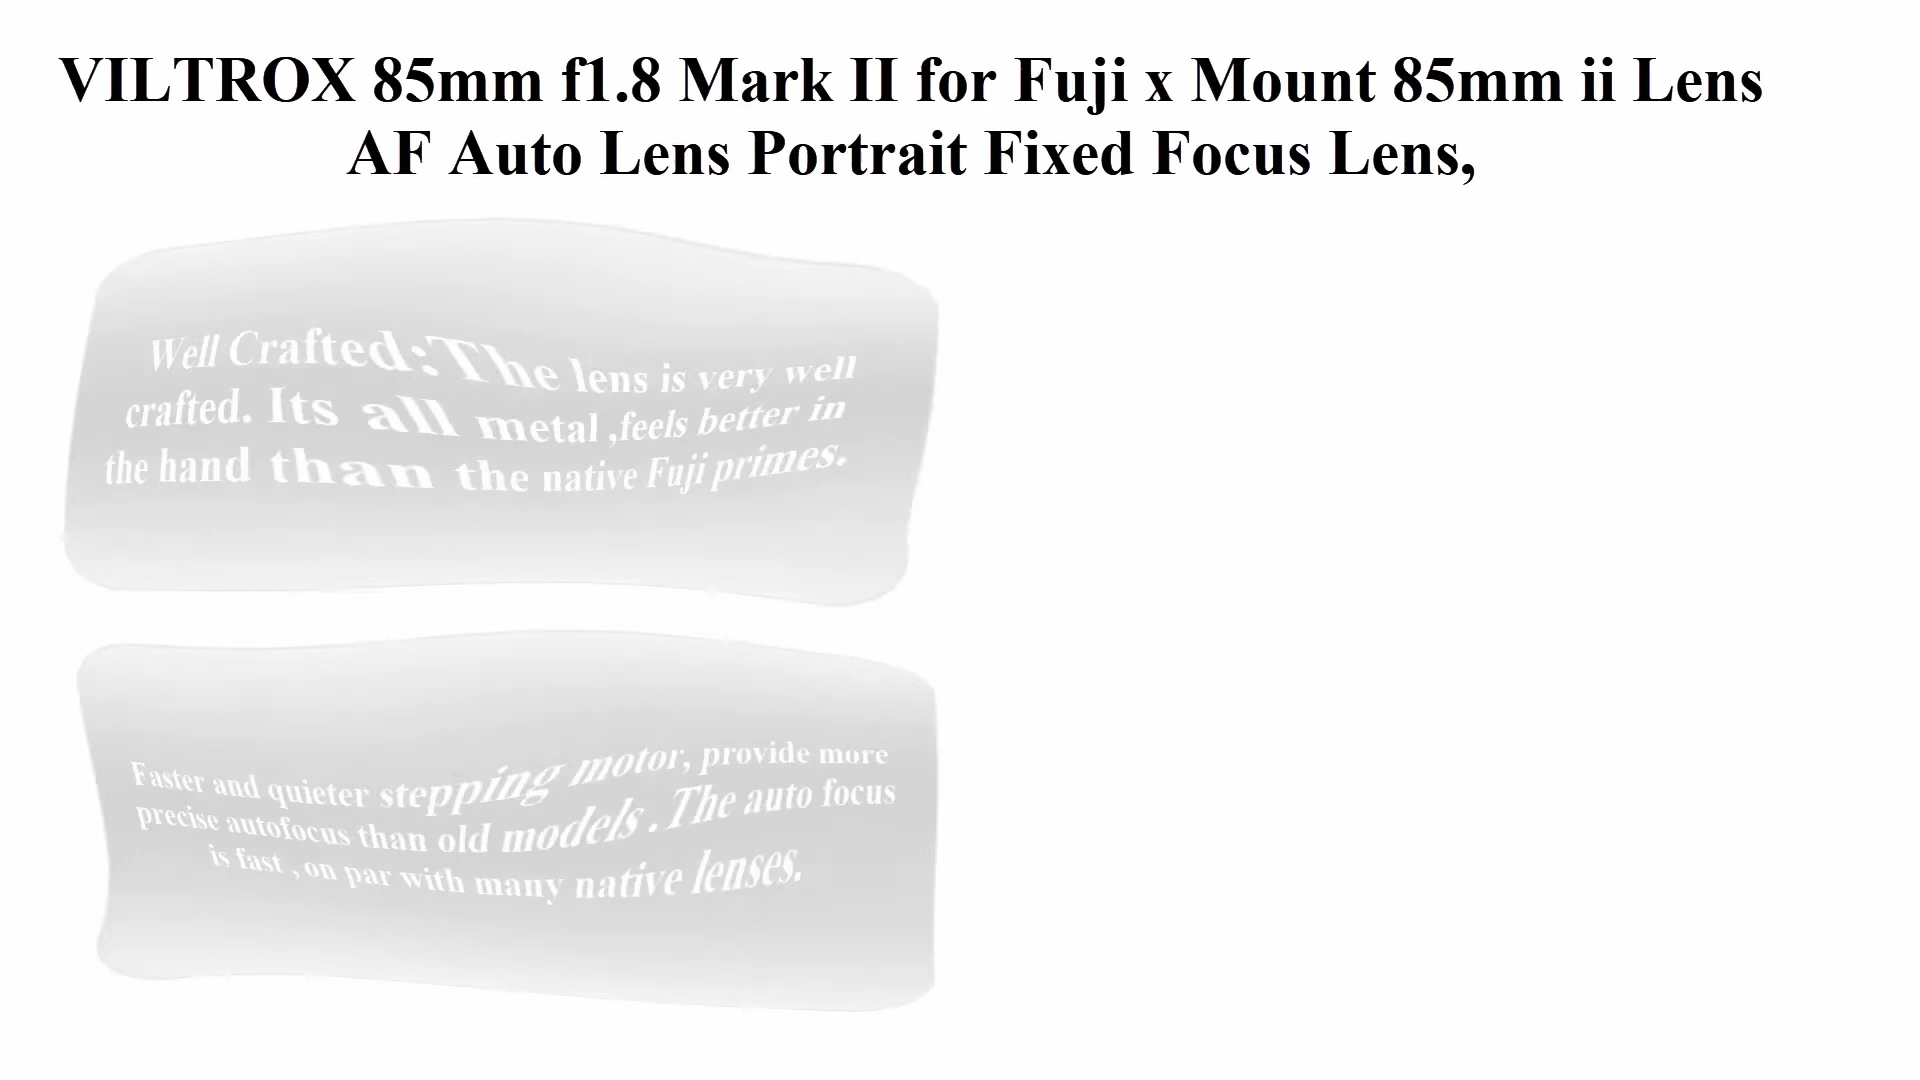 VILTROX 85mm f1.8 Mark II for Fuji x Mount 85mm ii Lens
AF Auto Lens Portrait Fixed Focus Lens,
Well Crafted:The lens is very well
crafted. Its all metal ,feels better in
the hand than the native Fuji primes.
Faster and quieter stepping motor, provide more
precise autofocus than old models .The auto focus
is fast , on par with many native lenses.